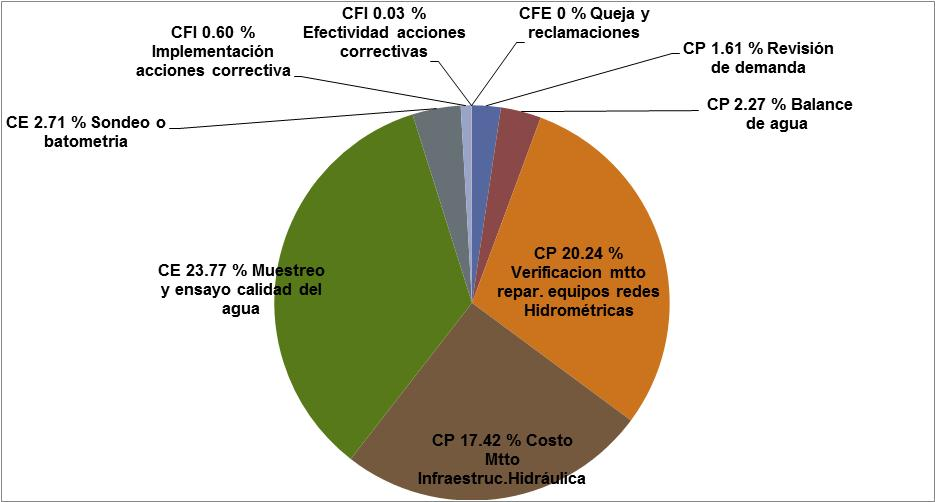 CFI 0.60 %
Implementación
acciones correctiva
CFI 0.03 %
Efectividad acciones
correctivas
CFE 0 % Queja y
reclamaciones
CP 1.61 % Revisión
de demanda
CP 2.27 % Balance
de agua
CE 2.71 % Sondeo o
batometria
CP 20.24 %
Verificacion mtto
repar. equipos redes
Hidrométricas
CE 23.77 % Muestreo
y ensayo calidad del
agua
CP 17.42 % Costo
Mtto
Infraestruc.Hidráulica